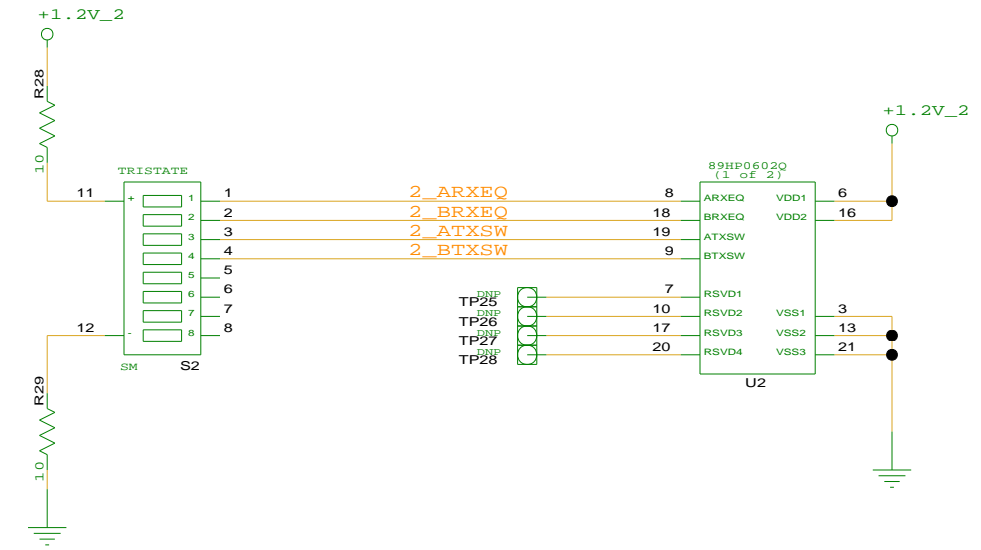 +1.2V_2
R28
10
+1.2V_2
TRISTATE
89HP0602Q
(1 of 2)
11 + 1 1 2_ARXEQ 8 ARXEQ VDD1 6
2 2 2_BRXEQ 18 BRXEQ VDD2 16
3 3 2_ATXSW 19 ATXSW
4 4 2_BTXSW 9 BTXSW
5 5
6 6 DNP TP25 7 RSVD1
7 7 DNP TP26 10 RSVD2 VSS1 3
12 - 8 8 DNP TP27 17 RSVD3 VSS2 13
DNP TP28 20 RSVD4 VSS3 21
SM S2
U2
R29
10